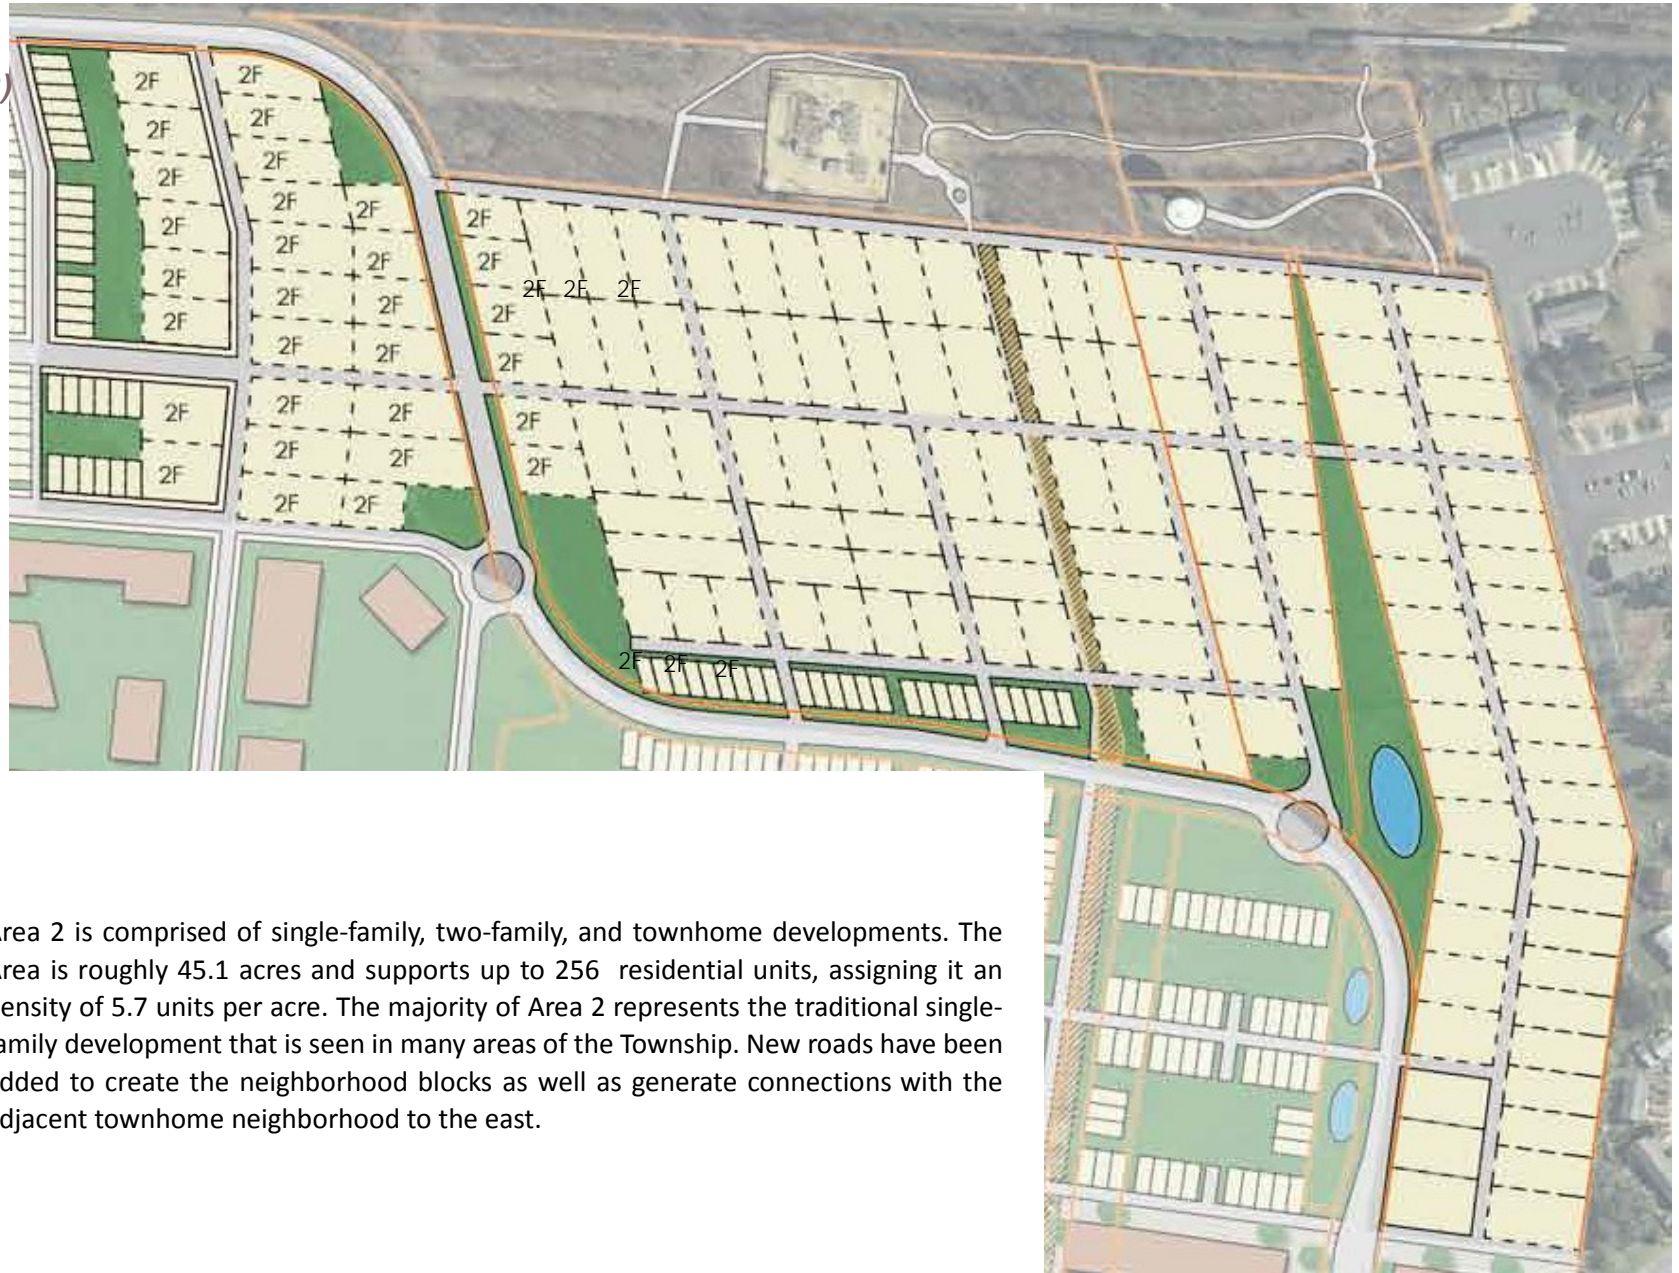 )
2F 2F
2F 2F
2F 2F
2F 2F 2F 2F
2F 2F 2F
2F 2F 2F 2F 2F 2F 2F
2F 2F 2F 2F
2F 2F 2F 2F
2F 2F 2F 2F
2F 2F
2F 2F 2F
Area 2 is comprised of single-family, two-family, and townhome developments. The
Area is roughly 45.1 acres and supports up to 256 residential units, assigning it an
ensity of 5.7 units per acre. The majority of Area 2 represents the traditional single-
amily development that is seen in many areas of the Township. New roads have been
dded to create the neighborhood blocks as well as generate connections with the
djacent townhome neighborhood to the east.